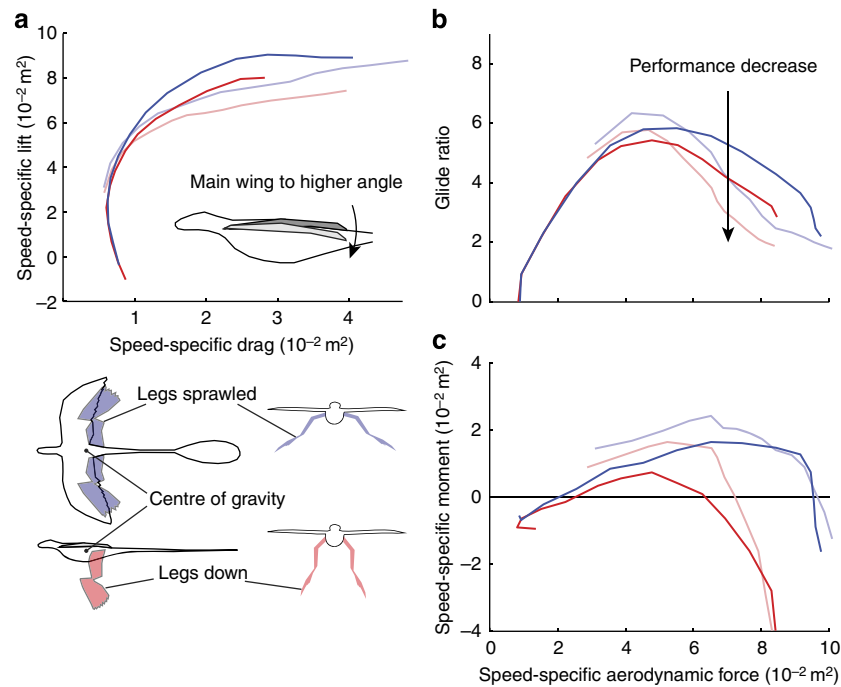 a
Speed-specific lift (10⁻² m²)
10
8
6
4
2
0
−2
Main wing to higher angle
1
2
3
4
Speed-specific drag (10⁻² m²)
Legs sprawled
Centre of gravity
Legs down
b
Glide ratio
8
6
4
2
0
Performance decrease
c
Speed-specific moment (10⁻² m²)
4
2
0
−2
−4
0
2
4
6
8
10
Speed-specific aerodynamic force (10⁻² m²)